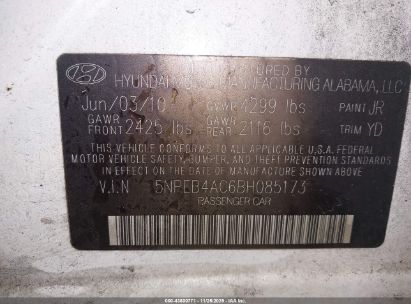 MANUFACTURED BY
HYUNDAI MOTOR MANUFACTURING ALABAMA, LLC
Jun/03/10 GVWR 4299 lbs PAINT JR
GAWR FRONT 2425 lbs GAWR REAR 2116 lbs TRIM YD
THIS VEHICLE CONFORMS TO ALL APPLICABLE U.S.A FEDERAL
MOTOR VEHICLE SAFETY, BUMPER, AND THEFT PREVENTION STANDARDS
IN EFFECT ON THE DATE OF MANUFACTURE SHOWN ABOVE.
V.I.N 5NPEB4AC6BH085173
PASSENGER CAR